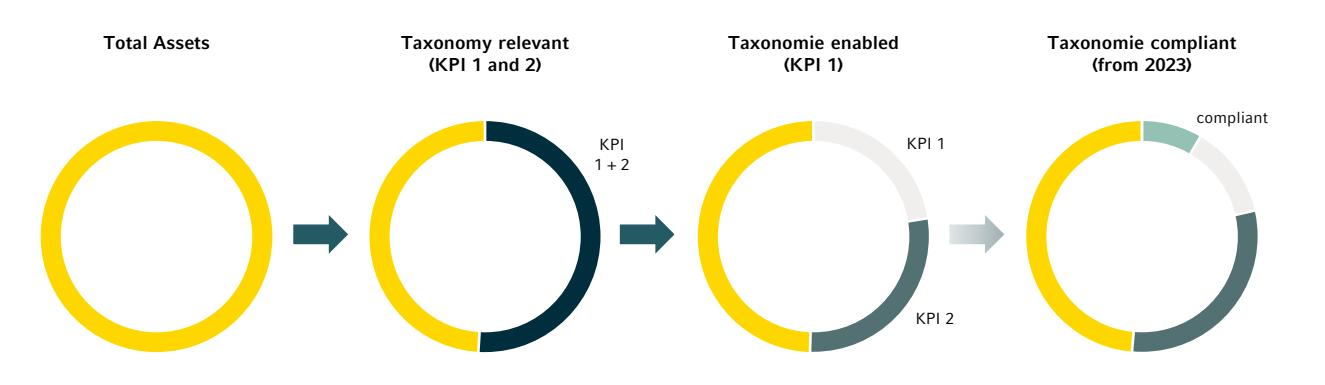 Total Assets
Taxonomy relevant
(KPI 1 and 2)
Taxonomie enabled
(KPI 1)
Taxonomie compliant
(from 2023)
KPI
1 + 2
KPI 1
KPI 2
compliant